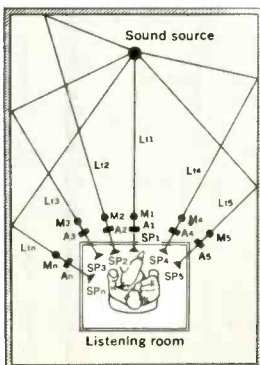 Sound source
Lt1
Lt2
Lt4
Lt3
Lt5
Ltn
M3
M2
M1
M4
A3
A2
A1
A4
M5
Mn
SP1
A5
An
SP3
SP2
SP4
SP5
SPn
Listening room